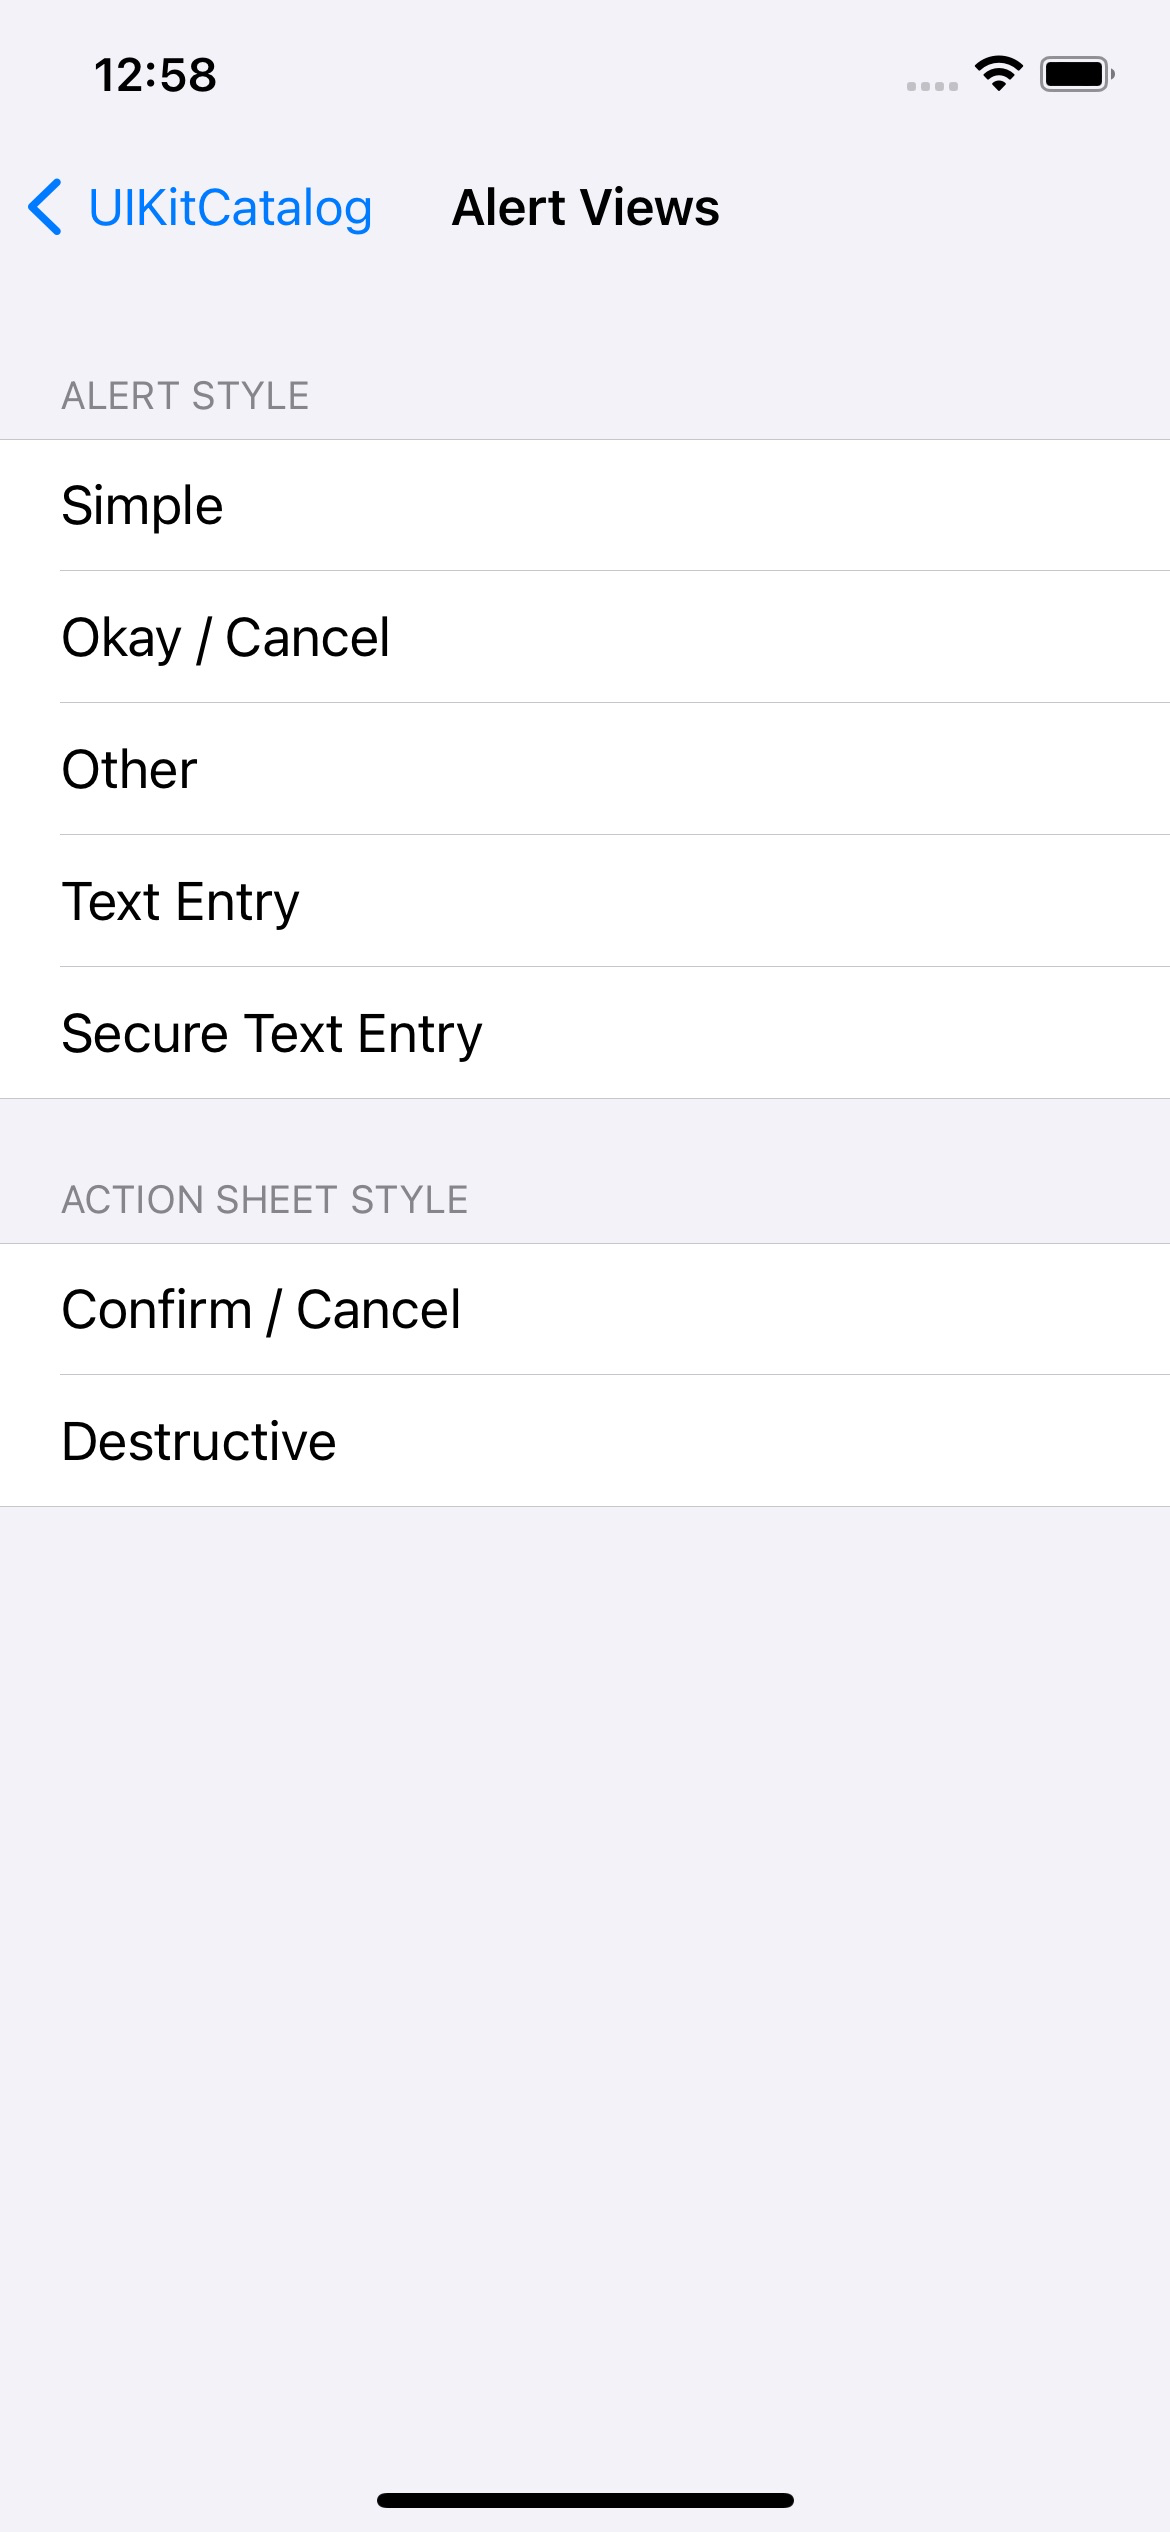 12:58
UIKitCatalog
Alert Views
ALERT STYLE
Simple
Okay / Cancel
Other
Text Entry
Secure Text Entry
ACTION SHEET STYLE
Confirm / Cancel
Destructive